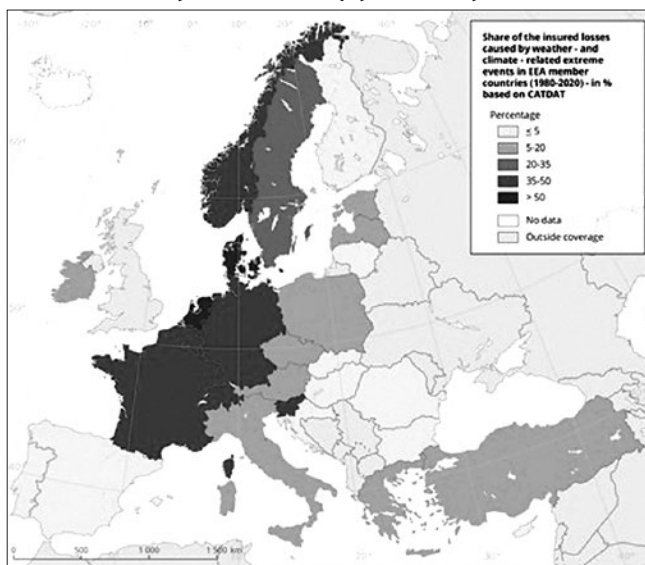 Share of the insured losses
caused by weather - and
climate - related extreme
events in EEA member
countries (1980-2020) - in %
based on CATDAT
Percentage
≤ 5
5-20
20-35
35-50
> 50
No data
Outside coverage
0 500 1 000 1 500 km